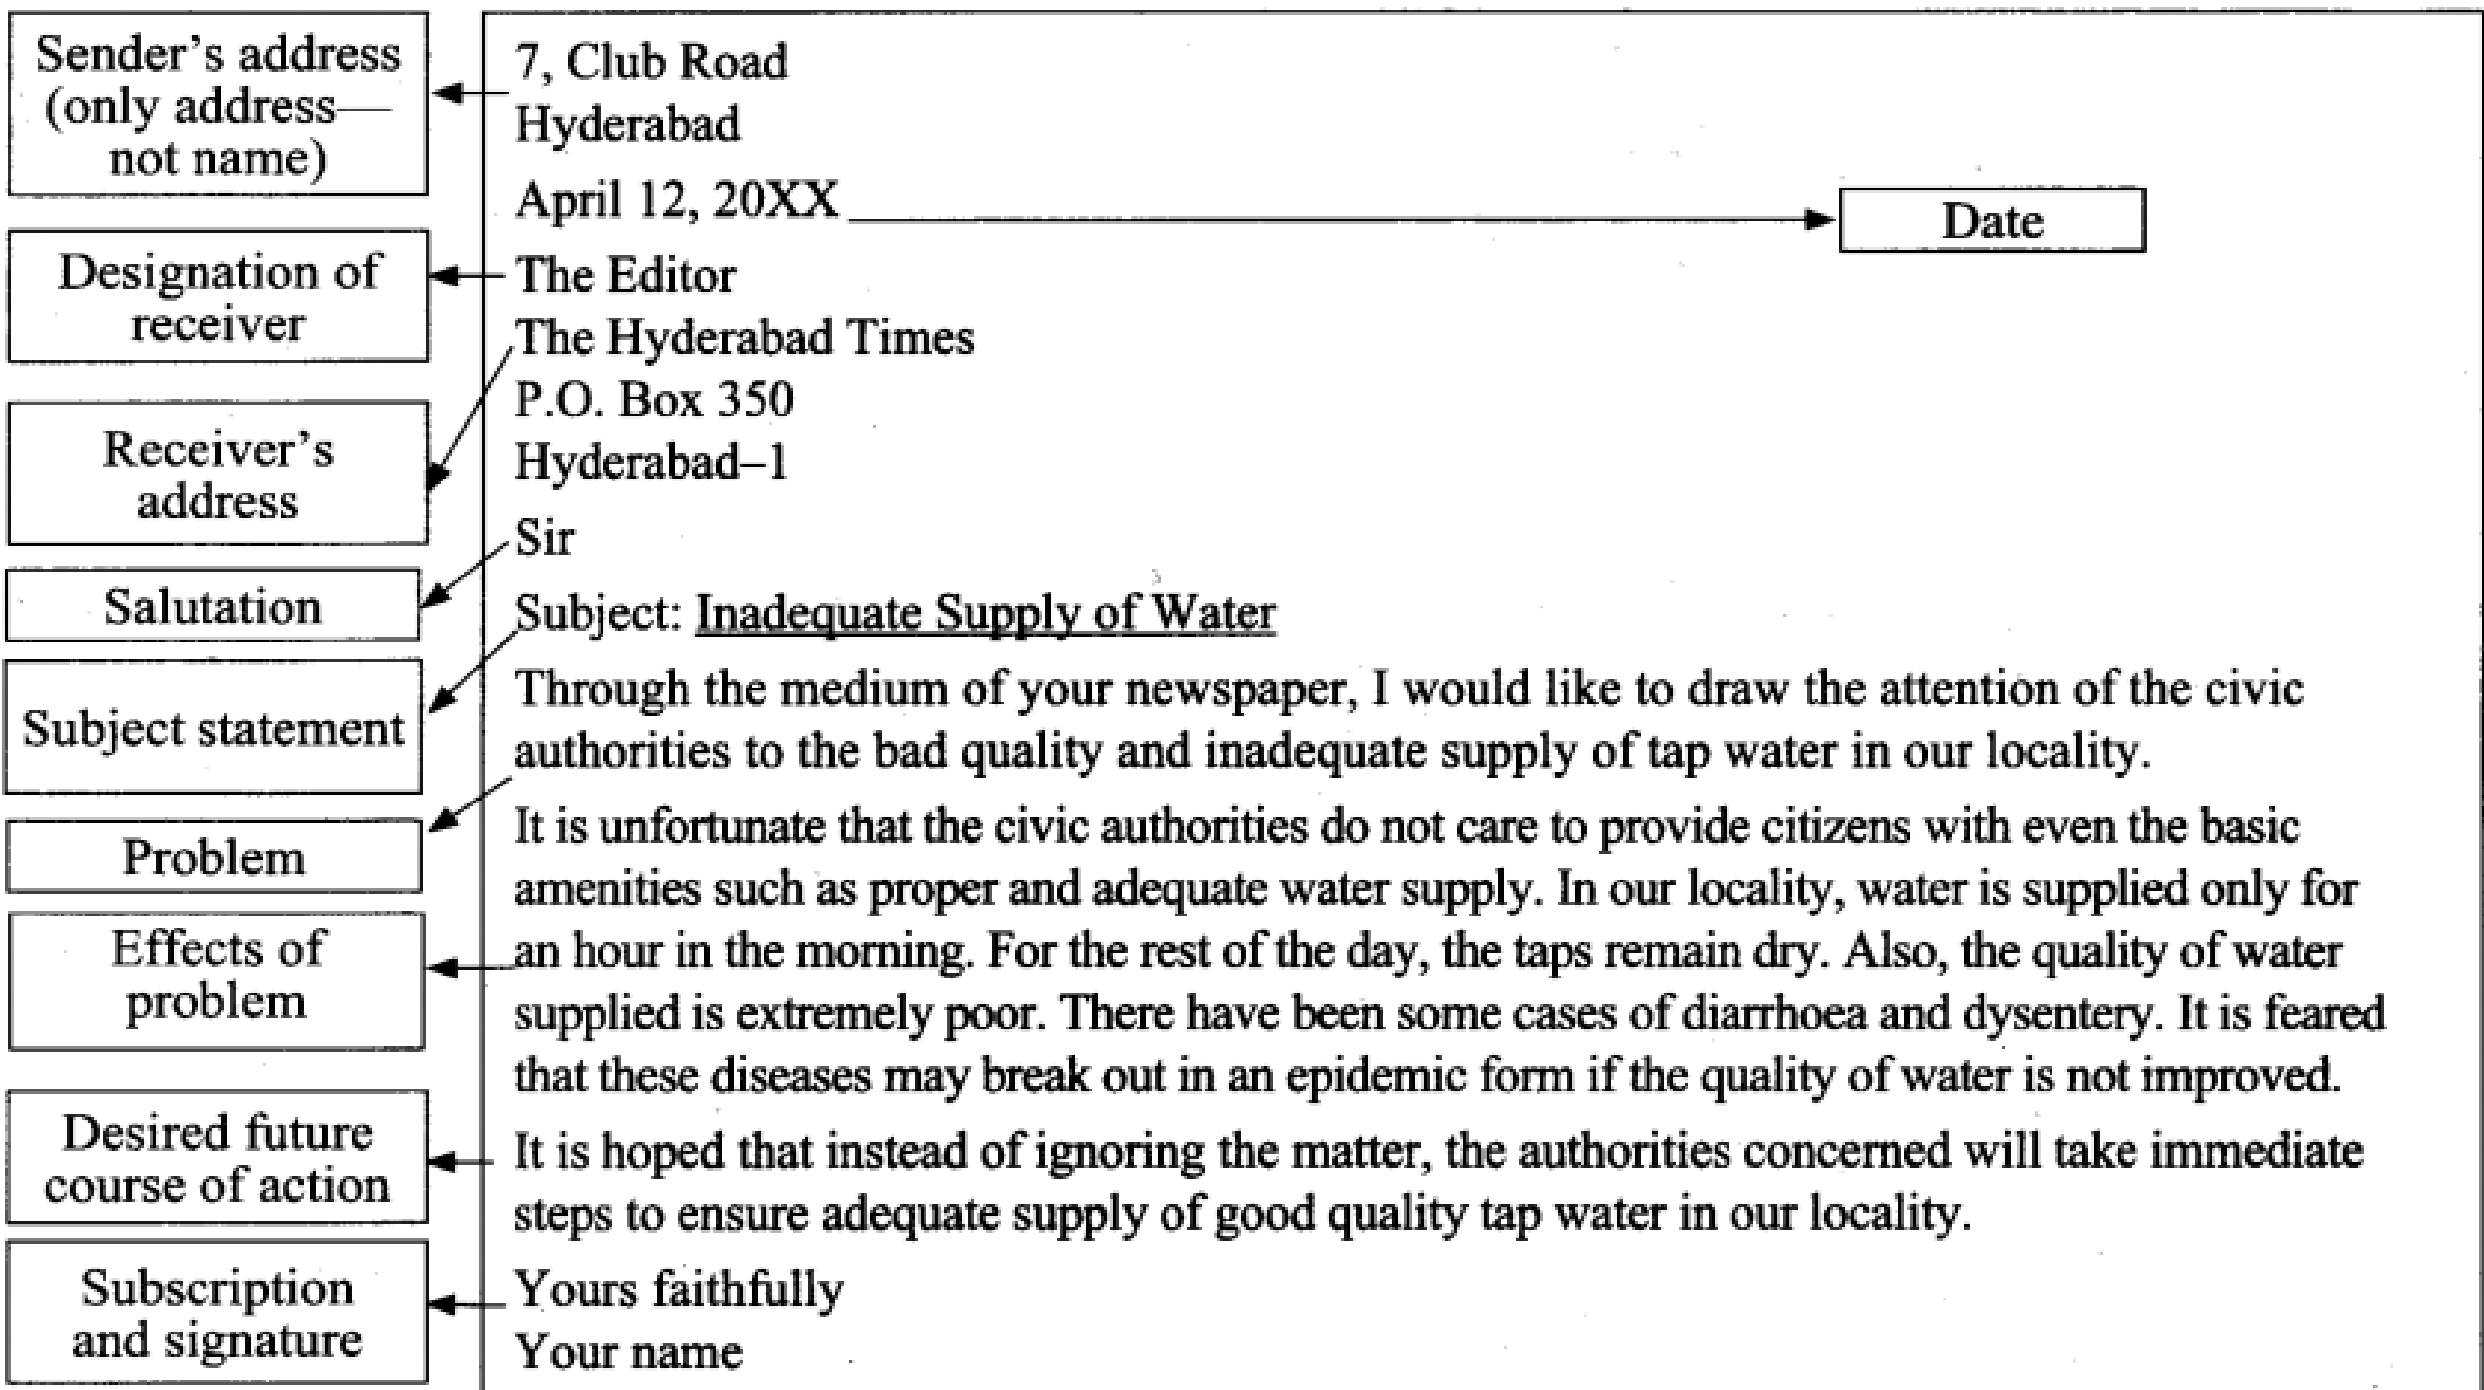 Sender's address
(only address—
not name)
7, Club Road
Hyderabad
April 12, 20XX
Date
Designation of
receiver
The Editor
The Hyderabad Times
P.O. Box 350
Hyderabad–1
Receiver's
address
Sir
Salutation
Subject: Inadequate Supply of Water
Subject statement
Through the medium of your newspaper, I would like to draw the attention of the civic
authorities to the bad quality and inadequate supply of tap water in our locality.
Problem
It is unfortunate that the civic authorities do not care to provide citizens with even the basic
amenities such as proper and adequate water supply. In our locality, water is supplied only for
an hour in the morning. For the rest of the day, the taps remain dry. Also, the quality of water
supplied is extremely poor. There have been some cases of diarrhoea and dysentery. It is feared
that these diseases may break out in an epidemic form if the quality of water is not improved.
Effects of
problem
Desired future
course of action
It is hoped that instead of ignoring the matter, the authorities concerned will take immediate
steps to ensure adequate supply of good quality tap water in our locality.
Subscription
and signature
Yours faithfully
Your name